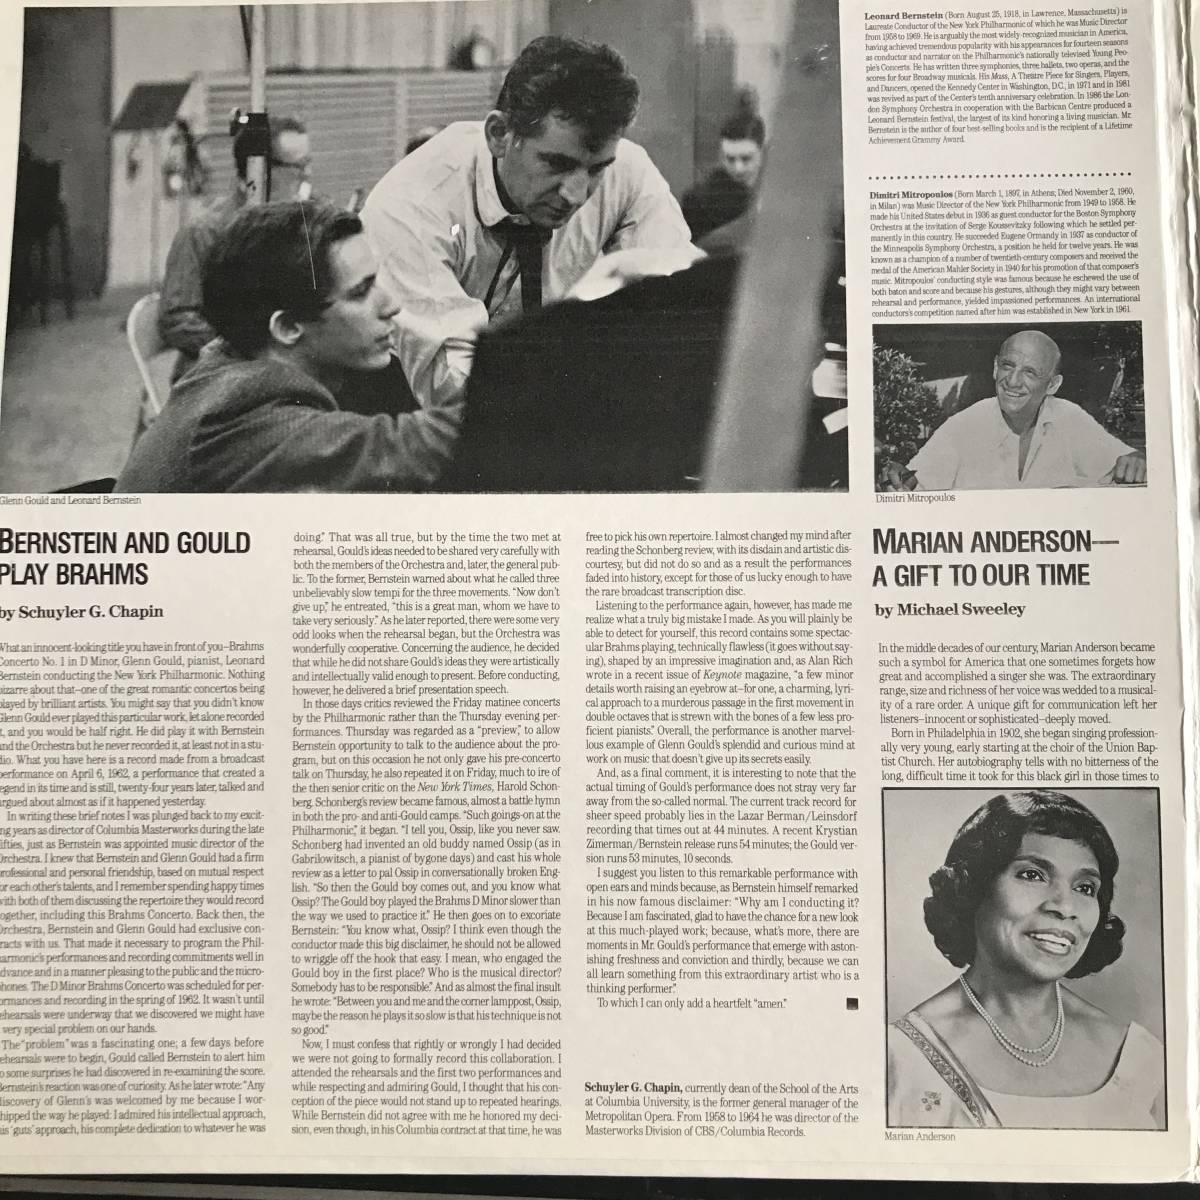 Leonard Bernstein (Born August 25, 1918, in Lawrence, Massachusetts) is
Laureate Conductor of the New York Philharmonic of which he was Music Director
from 1958 to 1969. He is arguably the most widely-recognized musician in America,
having achieved tremendous popularity with his appearances for fourteen seasons
as conductor and narrator on the Philharmonic's nationally televised Young Peo-
ple's Concerts. He has written three symphonies, three ballets, two operas, and the
scores for four Broadway musicals. His Mass, A Theatre Piece for Singers, Players,
and Dancers, opened the Kennedy Center in Washington, D.C., in 1971 and in 1981
was revived as part of the Center's tenth anniversary celebration. In 1986 the Lon-
don Symphony Orchestra in cooperation with the Barbican Centre produced a
Leonard Bernstein festival, the largest of its kind honoring a living musician. Mr.
Bernstein is the author of four best-selling books and is the recipient of a Lifetime
Achievement Grammy Award.
Dimitri Mitropoulos (Born March 1, 1897, in Athens; Died November 2, 1960,
in Milan) was Music Director of the New York Philharmonic from 1949 to 1958. He
made his United States debut in 1936 as guest conductor for the Boston Symphony
Orchestra at the invitation of Serge Koussevitzky following which he settled per-
manently in this country. He succeeded Eugene Ormandy in 1937 as conductor of
the Minneapolis Symphony Orchestra, a position he held for twelve years. He was
known as a champion of a number of twentieth-century composers and received the
medal of the American Mahler Society in 1940 for his promotion of that composer's
music. Mitropoulos' conducting style was famous because he eschewed the use of
both baton and score and because his gestures, although they might vary between
rehearsal and performance, yielded impassioned performances. An international
conductors's competition named after him was established in New York in 1961.
Glenn Gould and Leonard Bernstein
Dimitri Mitropoulos
BERNSTEIN AND GOULD
PLAY BRAHMS
by Schuyler G. Chapin
What an innocent-looking title you have in front of you—Brahms
Concerto No. 1 in D Minor, Glenn Gould, pianist, Leonard
Bernstein conducting the New York Philharmonic. Nothing
bizarre about that—one of the great romantic concertos being
played by brilliant artists. You might say that you didn't know
Glenn Gould ever played this particular work, let alone recorded
it, and you would be half right. He did play it with Bernstein
and the Orchestra but he never recorded it, at least not in a stu-
dio. What you have here is a record made from a broadcast
performance on April 6, 1962, a performance that created a
legend in its time and is still, twenty-four years later, talked and
argued about almost as if it happened yesterday.
In writing these brief notes I was plunged back to my excit-
ing years as director of Columbia Masterworks during the late
fifties, just as Bernstein was appointed music director of the
Orchestra. I knew that Bernstein and Glenn Gould had a firm
professional and personal friendship, based on mutual respect
for each other's talents, and I remember spending happy times
with both of them discussing the repertoire they would record
together, including this Brahms Concerto. Back then, the
Orchestra, Bernstein and Glenn Gould had exclusive con-
tracts with us. That made it necessary to program the Phil-
harmonic's performances and recording commitments well in
advance and in a manner pleasing to the public and the micro-
phones. The D Minor Brahms Concerto was scheduled for per-
formances and recording in the spring of 1962. It wasn't until
rehearsals were underway that we discovered we might have
a very special problem on our hands.
The "problem" was a fascinating one; a few days before
rehearsals were to begin, Gould called Bernstein to alert him
to some surprises he had discovered in re-examining the score.
Bernstein's reaction was one of curiosity. As he later wrote: "Any
discovery of Glenn's was welcomed by me because I wor-
shipped the way he played: I admired his intellectual approach,
his 'guts' approach, his complete dedication to whatever he was
doing." That was all true, but by the time the two met at
rehearsal, Gould's ideas needed to be shared very carefully with
both the members of the Orchestra and, later, the general pub-
lic. To the former, Bernstein warned about what he called three
unbelievably slow tempi for the three movements. "Now don't
give up," he entreated, "this is a great man, whom we have to
take very seriously." As he later reported, there were some very
odd looks when the rehearsal began, but the Orchestra was
wonderfully cooperative. Concerning the audience, he decided
that while he did not share Gould's ideas they were artistically
and intellectually valid enough to present. Before conducting,
however, he delivered a brief presentation speech.
In those days critics reviewed the Friday matinee concerts
by the Philharmonic rather than the Thursday evening per-
formances. Thursday was regarded as a "preview," to allow
Bernstein opportunity to talk to the audience about the pro-
gram, but on this occasion he not only gave his pre-concerto
talk on Thursday, he also repeated it on Friday, much to ire of
the then senior critic on the New York Times, Harold Schon-
berg. Schonberg's review became famous, almost a battle hymn
in both the pro- and anti-Gould camps. "Such goings-on at the
Philharmonic," it began. "I tell you, Ossip, like you never saw.
Schonberg had invented an old buddy named Ossip (as in
Gabrilowitsch, a pianist of bygone days) and cast his whole
review as a letter to pal Ossip in conversationally broken Eng-
lish. "So then the Gould boy comes out, and you know what
Ossip? The Gould boy played the Brahms D Minor slower than
the way we used to practice it." He then goes on to excoriate
Bernstein: "You know what, Ossip? I think even though the
conductor made this big disclaimer, he should not be allowed
to wriggle off the hook that easy. I mean, who engaged the
Gould boy in the first place? Who is the musical director?
Somebody has to be responsible." And as almost the final insult
he wrote: "Between you and me and the corner lamppost, Ossip,
maybe the reason he plays it so slow is that his technique is not
so good."
Now, I must confess that rightly or wrongly I had decided
we were not going to formally record this collaboration. I
attended the rehearsals and the first two performances and
while respecting and admiring Gould, I thought that his con-
ception of the piece would not stand up to repeated hearings.
While Bernstein did not agree with me he honored my deci-
sion, even though, in his Columbia contract at that time, he was
free to pick his own repertoire. I almost changed my mind after
reading the Schonberg review, with its disdain and artistic dis-
courtesy, but did not do so and as a result the performances
faded into history, except for those of us lucky enough to have
the rare broadcast transcription disc.
Listening to the performance again, however, has made me
realize what a truly big mistake I made. As you will plainly be
able to detect for yourself, this record contains some spectac-
ular Brahms playing, technically flawless (it goes without say-
ing), shaped by an impressive imagination and, as Alan Rich
wrote in a recent issue of Keynote magazine, "a few minor
details worth raising an eyebrow at—for one, a charming, lyri-
cal approach to a murderous passage in the first movement in
double octaves that is strewn with the bones of a few less pro-
ficient pianists." Overall, the performance is another marvel-
lous example of Glenn Gould's splendid and curious mind at
work on music that doesn't give up its secrets easily.
And, as a final comment, it is interesting to note that the
actual timing of Gould's performance does not stray very far
away from the so-called normal. The current track record for
sheer speed probably lies in the Lazar Berman/Leinsdorf
recording that times out at 44 minutes. A recent Krystian
Zimerman/Bernstein release runs 54 minutes; the Gould ver-
sion runs 53 minutes, 10 seconds.
I suggest you listen to this remarkable performance with
open ears and minds because, as Bernstein himself remarked
in his now famous disclaimer: "Why am I conducting it?
Because I am fascinated, glad to have the chance for a new look
at this much-played work; because, what's more, there are
moments in Mr. Gould's performance that emerge with aston-
ishing freshness and conviction and thirdly, because we can
all learn something from this extraordinary artist who is a
thinking performer."
To which I can only add a heartfelt "amen."
Schuyler G. Chapin, currently dean of the School of the Arts
at Columbia University, is the former general manager of the
Metropolitan Opera. From 1958 to 1964 he was director of the
Masterworks Division of CBS/Columbia Records.
MARIAN ANDERSON—
A GIFT TO OUR TIME
by Michael Sweeley
In the middle decades of our century, Marian Anderson became
such a symbol for America that one sometimes forgets how
great and accomplished a singer she was. The extraordinary
range, size and richness of her voice was wedded to a musical-
ity of a rare order. A unique gift for communication left her
listeners—innocent or sophisticated—deeply moved.
Born in Philadelphia in 1902, she began singing profession-
ally very young, early starting at the choir of the Union Bap-
tist Church. Her autobiography tells with no bitterness of the
long, difficult time it took for this black girl in those times to
Marian Anderson